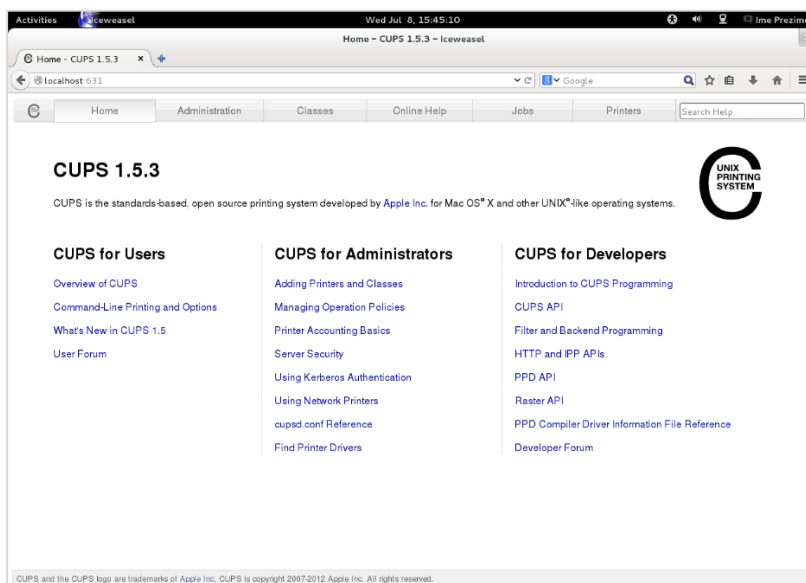 Activities Iceweasel Wed Jul 8, 15:45:10 Ime Prezime
Home - CUPS 1.5.3 - Iceweasel
Home - CUPS 1.5.3
localhost:631 Google
Home Administration Classes Online Help Jobs Printers Search Help
CUPS 1.5.3
CUPS is the standards-based, open source printing system developed by Apple Inc. for Mac OS® X and other UNIX®-like operating systems.
UNIX
PRINTING
SYSTEM
CUPS for Users
Overview of CUPS
Command-Line Printing and Options
What's New in CUPS 1.5
User Forum
CUPS for Administrators
Adding Printers and Classes
Managing Operation Policies
Printer Accounting Basics
Server Security
Using Kerberos Authentication
Using Network Printers
cupsd.conf Reference
Find Printer Drivers
CUPS for Developers
Introduction to CUPS Programming
CUPS API
Filter and Backend Programming
HTTP and IPP APIs
PPD API
Raster API
PPD Compiler Driver Information File Reference
Developer Forum
CUPS and the CUPS logo are trademarks of Apple Inc. CUPS is copyright 2007-2012 Apple Inc. All rights reserved.